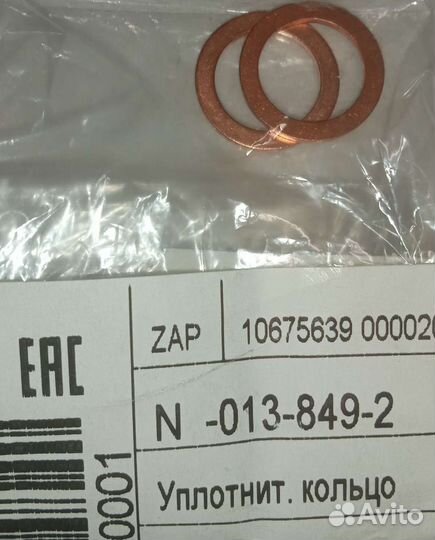 EAC
ZAP
10675639 000020
N -013-849-2
0001
Уплотнит. кольцо
Avito